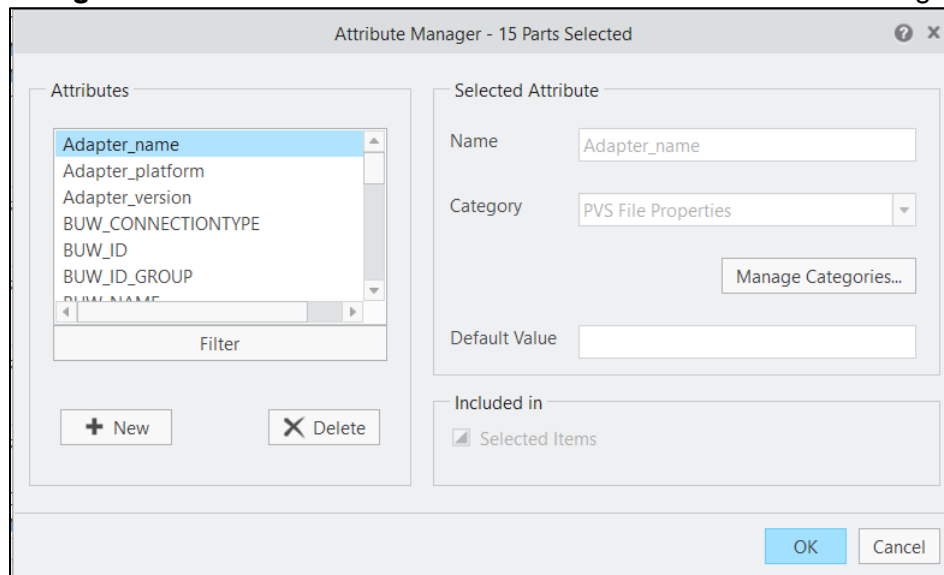 Attribute Manager - 15 Parts Selected
Attributes
Adapter_name
Adapter_platform
Adapter_version
BUW_CONNECTIONTYPE
BUW_ID
BUW_ID_GROUP
Filter
New
Delete
Selected Attribute
Name
Adapter_name
Category
PVS File Properties
Manage Categories...
Default Value
Included in
Selected Items
OK
Cancel